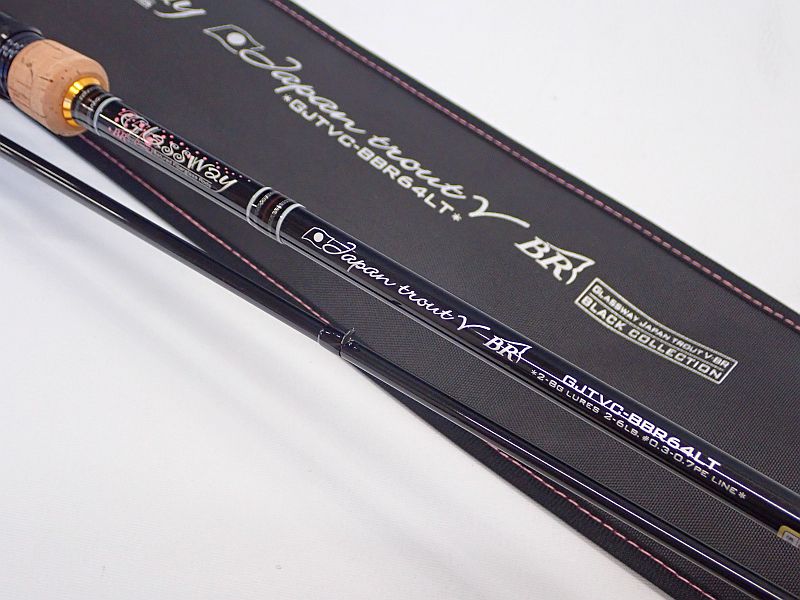 Japan trout V
*GJTVC-BBR64LT*
BR
GLASSWAY JAPAN TROUT V BR
BLACK COLLECTION
Glassway
BR
Japan trout V BR
GJTVC-BBR64LT
*2-8G LURES 2-6LB. #0.3-0.7PE LINE*